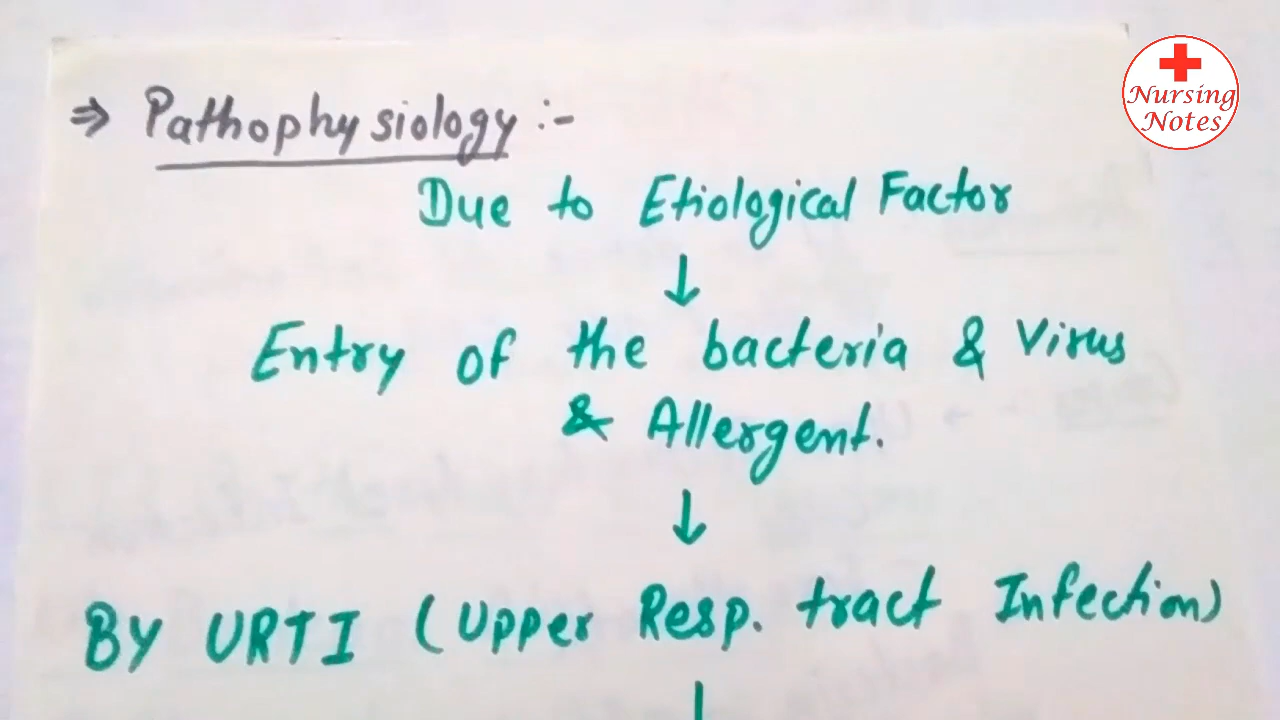 ⇒ Pathophysiology :-
Nursing
Notes
Due to Etiological Factor
↓
Entry of the bacteria & Virus
& Allergent.
↓
By URTI (Upper Resp. tract Infection)